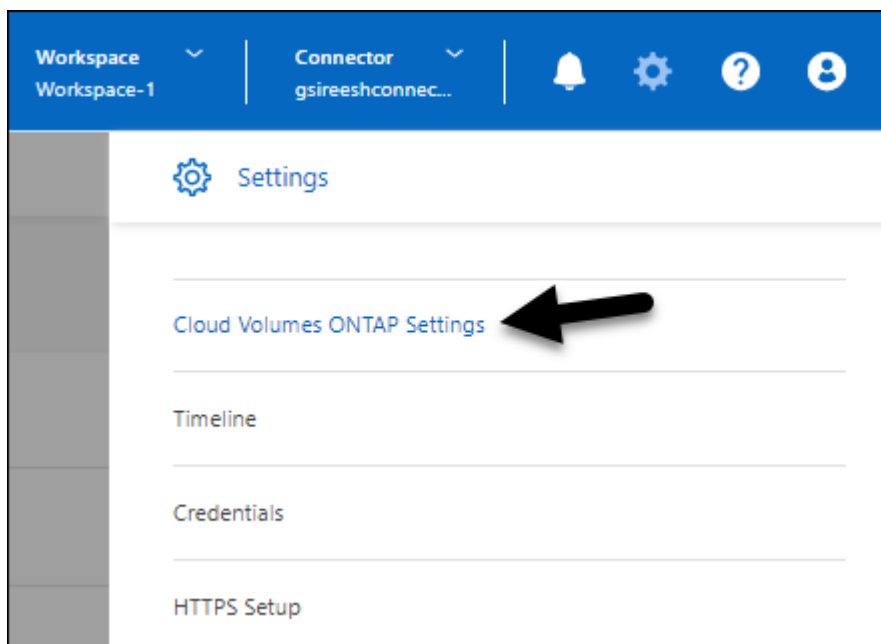 Workspace
Workspace-1
Connector
gsireeshconnec...
Settings
Cloud Volumes ONTAP Settings
Timeline
Credentials
HTTPS Setup